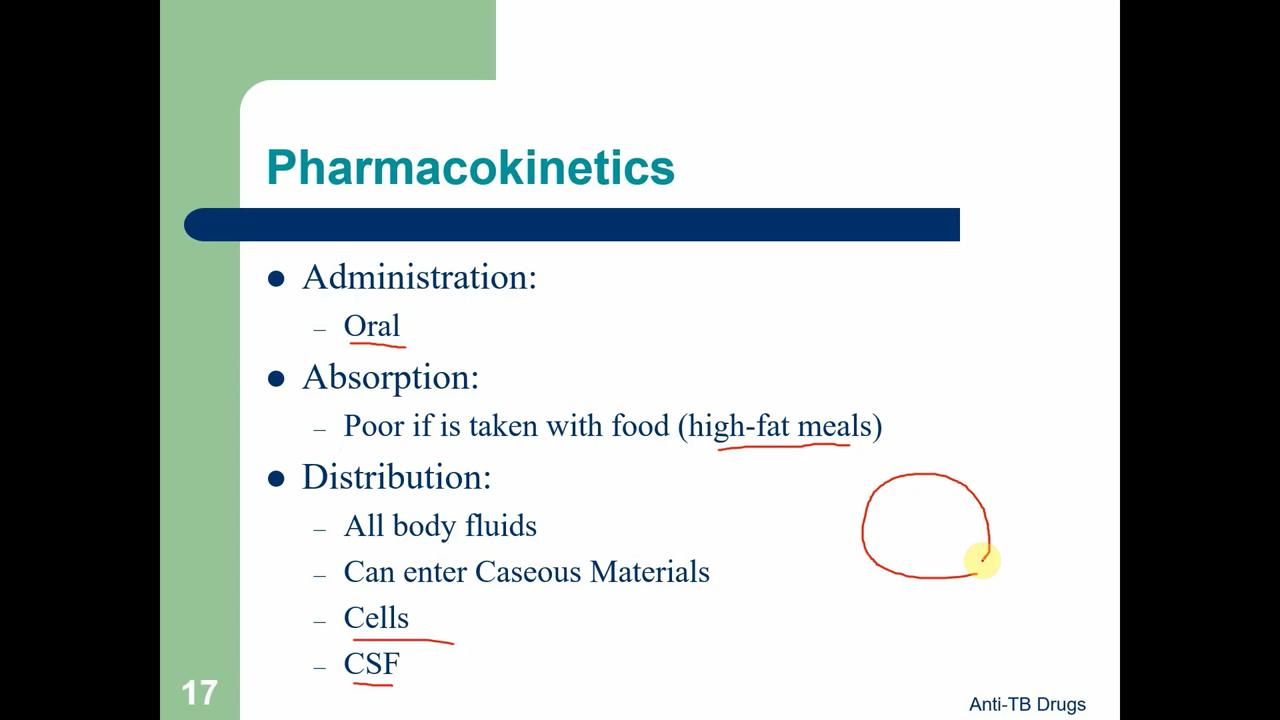 Pharmacokinetics
● Administration:
– Oral
● Absorption:
– Poor if is taken with food (high-fat meals)
● Distribution:
– All body fluids
– Can enter Caseous Materials
– Cells
– CSF
17
Anti-TB Drugs